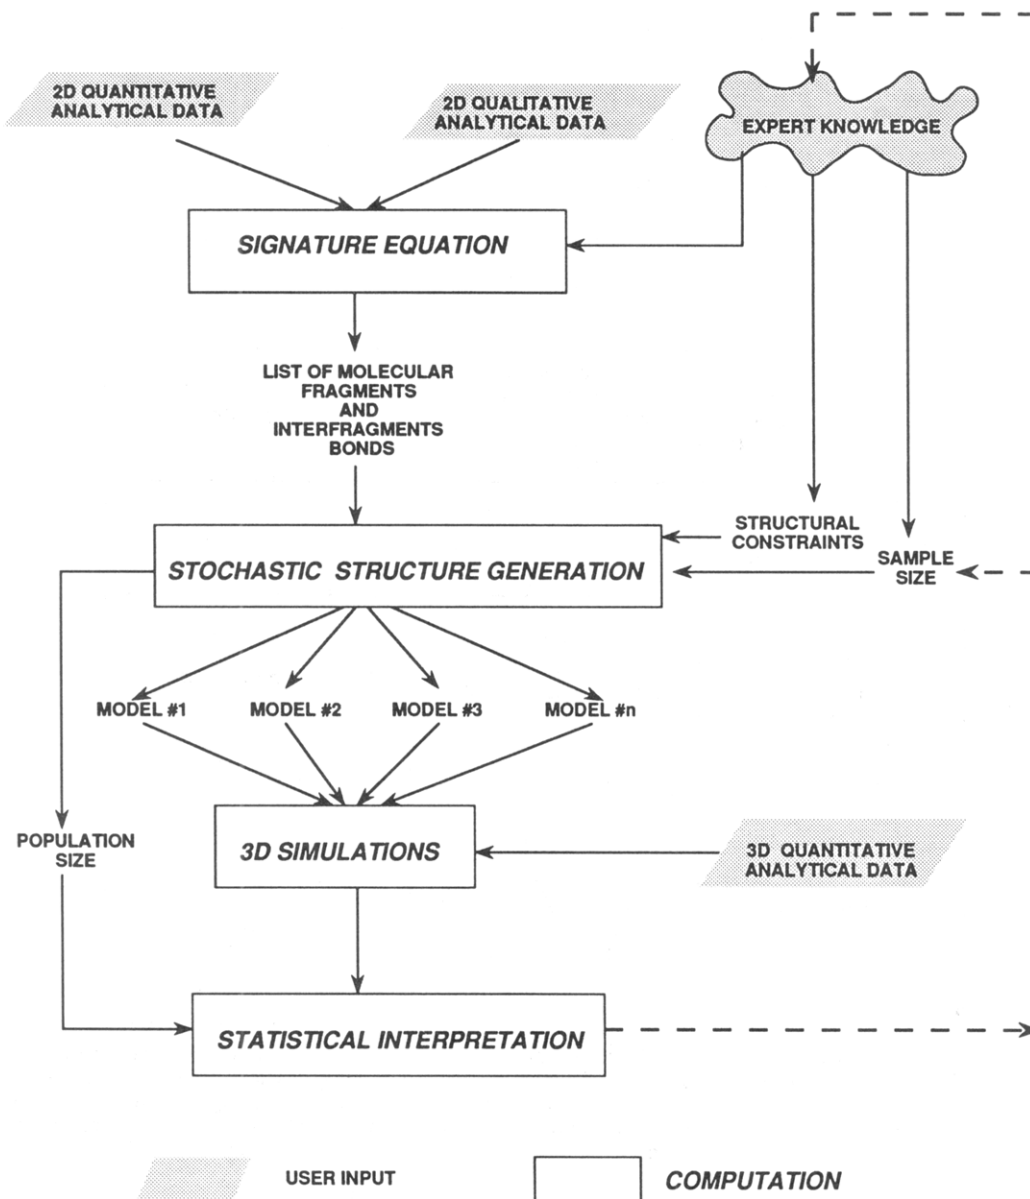 2D QUANTITATIVE
ANALYTICAL DATA
2D QUALITATIVE
ANALYTICAL DATA
EXPERT KNOWLEDGE
SIGNATURE EQUATION
LIST OF MOLECULAR
FRAGMENTS
AND
INTERFRAGMENTS
BONDS
STRUCTURAL
CONSTRAINTS
SAMPLE
SIZE
STOCHASTIC STRUCTURE GENERATION
MODEL #1
MODEL #2
MODEL #3
MODEL #n
POPULATION
SIZE
3D SIMULATIONS
3D QUANTITATIVE
ANALYTICAL DATA
STATISTICAL INTERPRETATION
USER INPUT
COMPUTATION